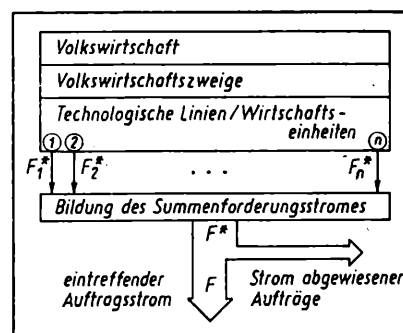 Volkswirtschaft
Volkswirtschaftszweige
Technologische Linien/Wirtschafts-
einheiten
1 2 n
F1* F2* ... Fn*
Bildung des Summenforderungsstromes
F*
eintreffender
Auftragsstrom
F
Strom abgewiesener
Aufträge